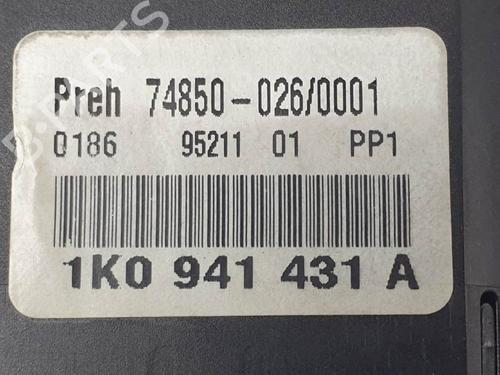 Preh 74850-026/0001
0186 95211 01 PP1
1K0 941 431 A